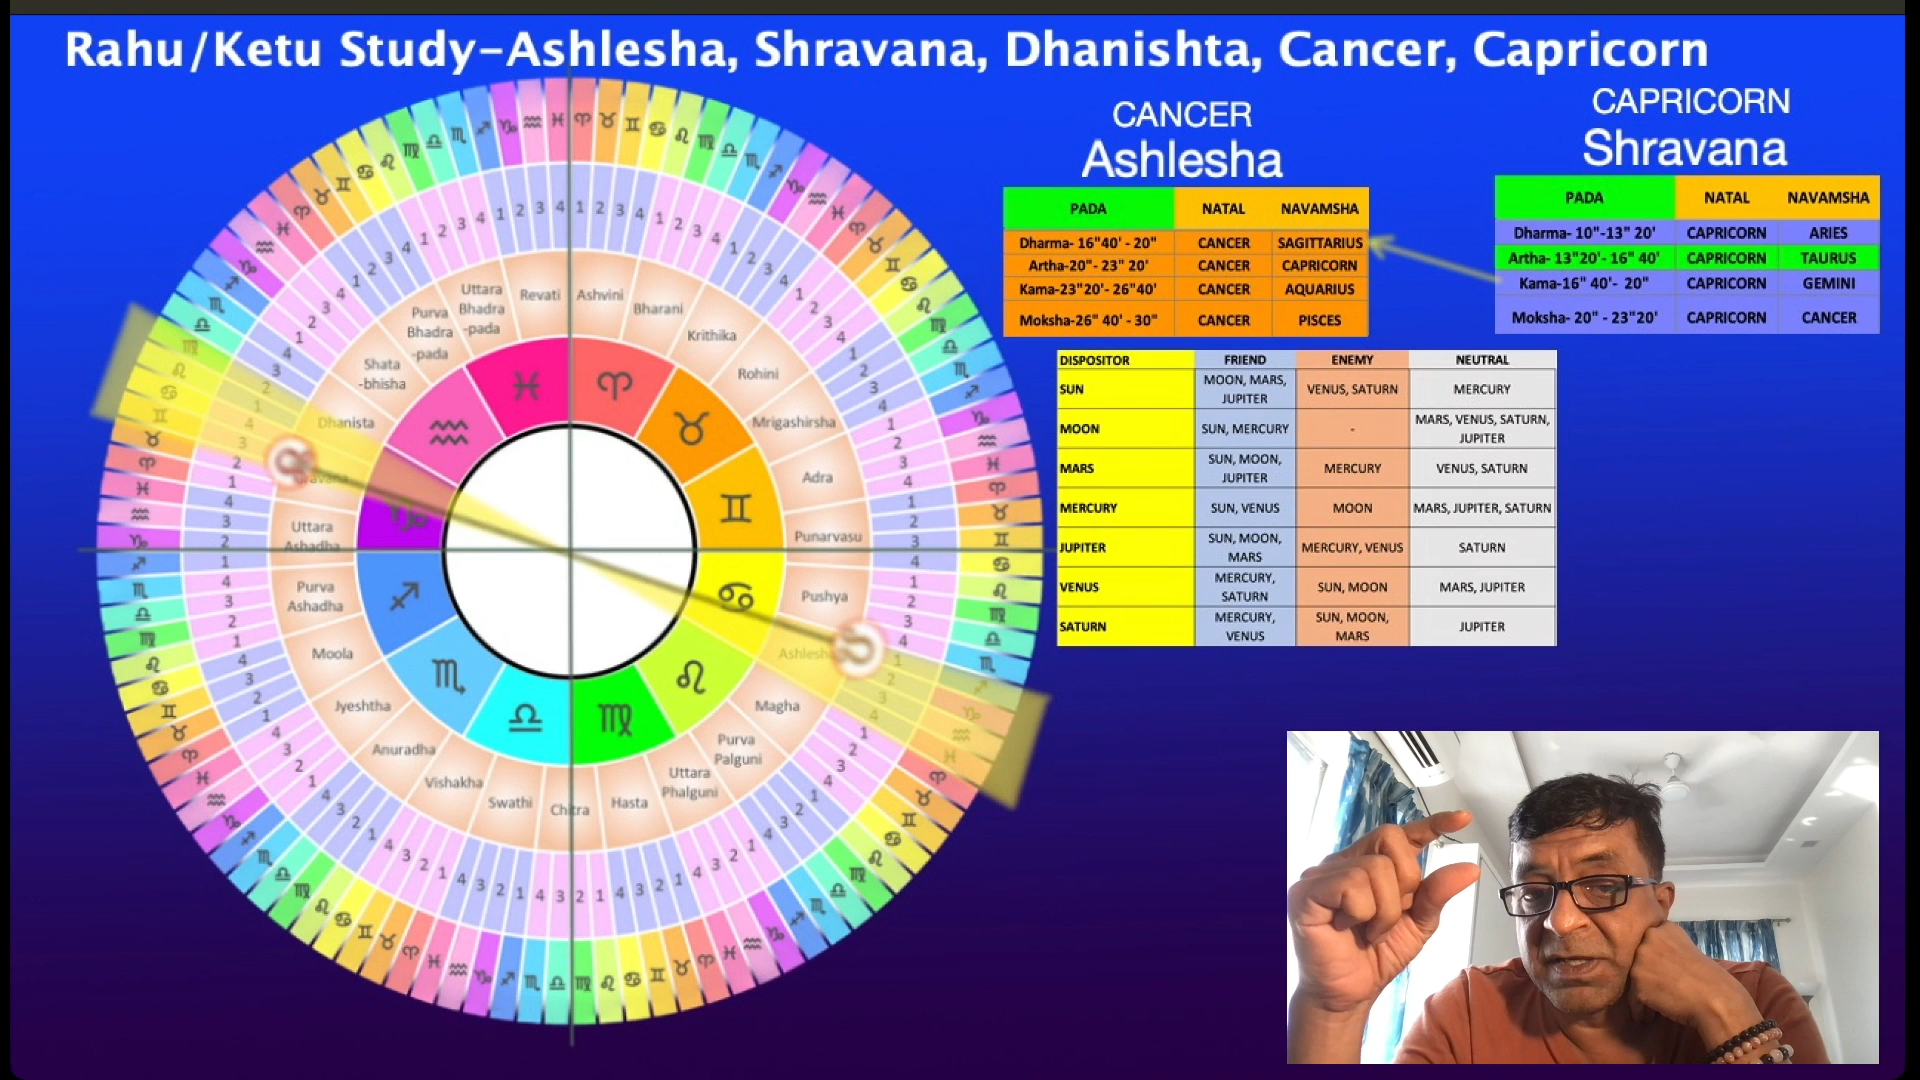 Rahu/Ketu Study-Ashlesha, Shravana, Dhanishta, Cancer, Capricorn
CANCER
Ashlesha
PADA NATAL NAVAMSHA
Dharma- 16"40' - 20" CANCER SAGITTARIUS
Artha-20"- 23" 20' CANCER CAPRICORN
Kama-23"20'- 26"40' CANCER AQUARIUS
Moksha-26" 40' - 30" CANCER PISCES
CAPRICORN
Shravana
PADA NATAL NAVAMSHA
Dharma- 10"-13" 20' CAPRICORN ARIES
Artha- 13"20'- 16" 40' CAPRICORN TAURUS
Kama-16" 40'- 20" CAPRICORN GEMINI
Moksha- 20" - 23"20' CAPRICORN CANCER
DISPOSITOR FRIEND ENEMY NEUTRAL
SUN MOON, MARS, JUPITER VENUS, SATURN MERCURY
MOON SUN, MERCURY - MARS, VENUS, SATURN, JUPITER
MARS SUN, MOON, JUPITER MERCURY VENUS, SATURN
MERCURY SUN, VENUS MOON MARS, JUPITER, SATURN
JUPITER SUN, MOON, MARS MERCURY, VENUS SATURN
VENUS MERCURY, SATURN SUN, MOON MARS, JUPITER
SATURN MERCURY, VENUS SUN, MOON, MARS JUPITER
Ashvini
Bharani
Krithika
Rohini
Mrigashirsha
Adra
Punarvasu
Pushya
Ashlesha
Magha
Purva
Palguni
Uttara
Phalguni
Hasta
Chitra
Swathi
Vishakha
Anuradha
Jyeshtha
Moola
Purva
Ashadha
Uttara
Ashadha
Dhanista
Shata
-bhisha
Purva
Bhadra
-pada
Uttara
Bhadra
-pada
Revati